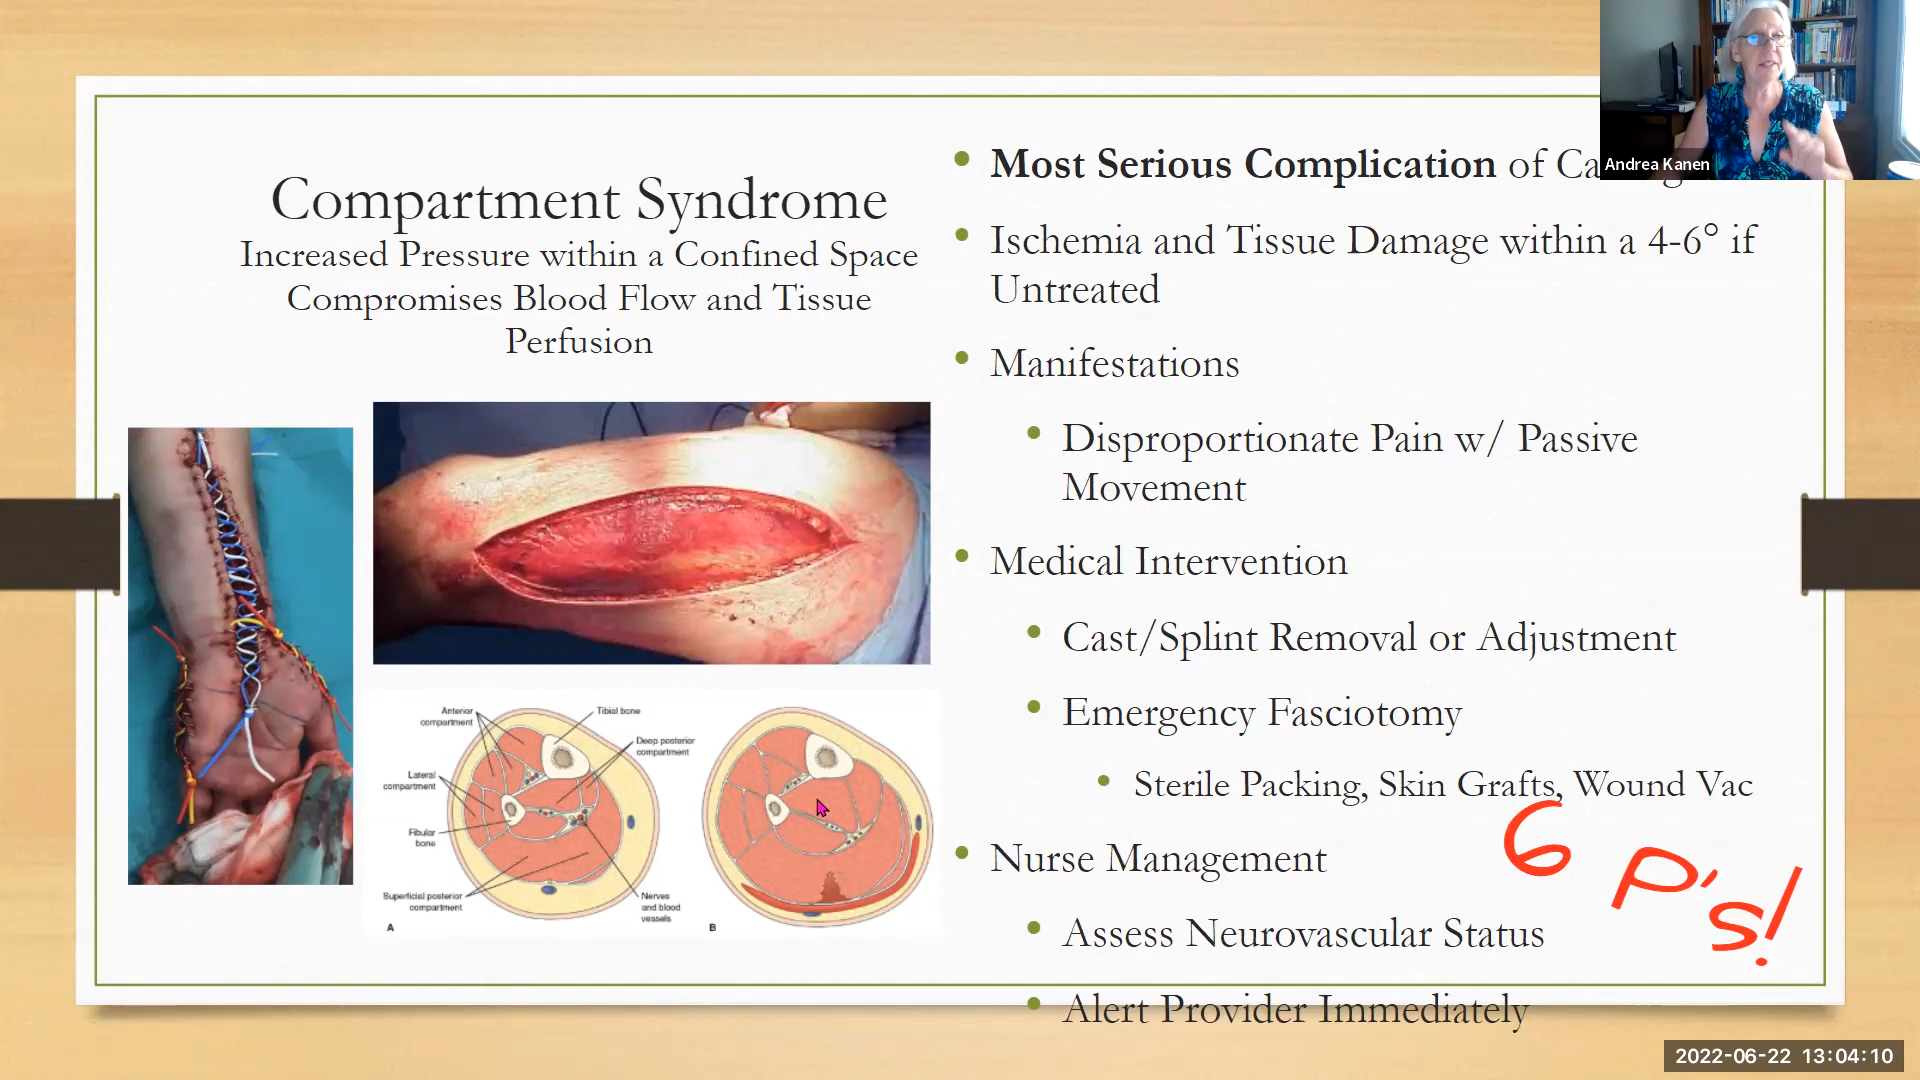 Compartment Syndrome
Increased Pressure within a Confined Space
Compromises Blood Flow and Tissue
Perfusion
Anterior
compartment
Tibial bone
Deep posterior
compartment
Lateral
compartment
Fibular
bone
Superficial posterior
compartment
Nerves
and blood
vessels
A
B
• Most Serious Complication of
• Ischemia and Tissue Damage within a 4-6° if
Untreated
• Manifestations
• Disproportionate Pain w/ Passive
Movement
• Medical Intervention
• Cast/Splint Removal or Adjustment
• Emergency Fasciotomy
• Sterile Packing, Skin Grafts, Wound Vac
• Nurse Management
• Assess Neurovascular Status
• Alert Provider Immediately
6 P's!
Andrea Kanen
2022-06-22 13:04:10